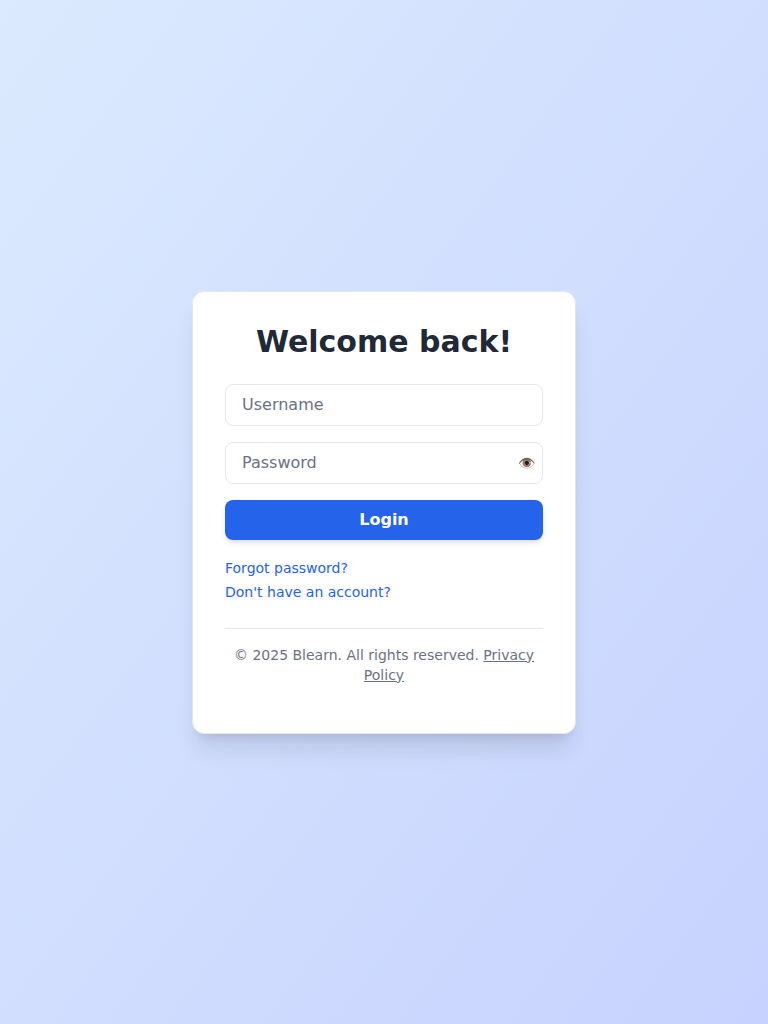 Welcome back!
Username
Password
Login
Forgot password?
Don't have an account?
© 2025 Blearn. All rights reserved. Privacy
Policy